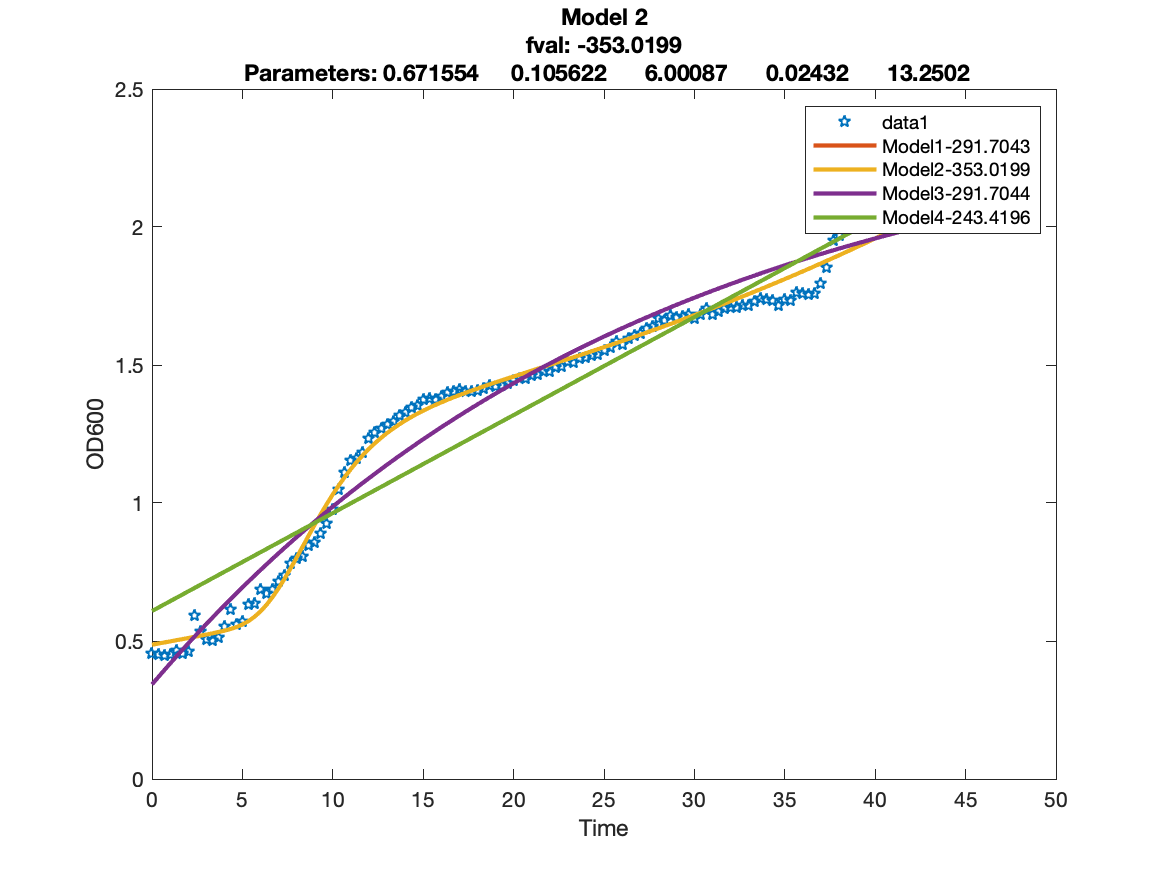 Model 2
fval: -353.0199
Parameters: 0.671554 0.105622 6.00087 0.02432 13.2502
2.5
2
1.5
1
0.5
0
OD600
data1
Model1-291.7043
Model2-353.0199
Model3-291.7044
Model4-243.4196
0 5 10 15 20 25 30 35 40 45 50
Time